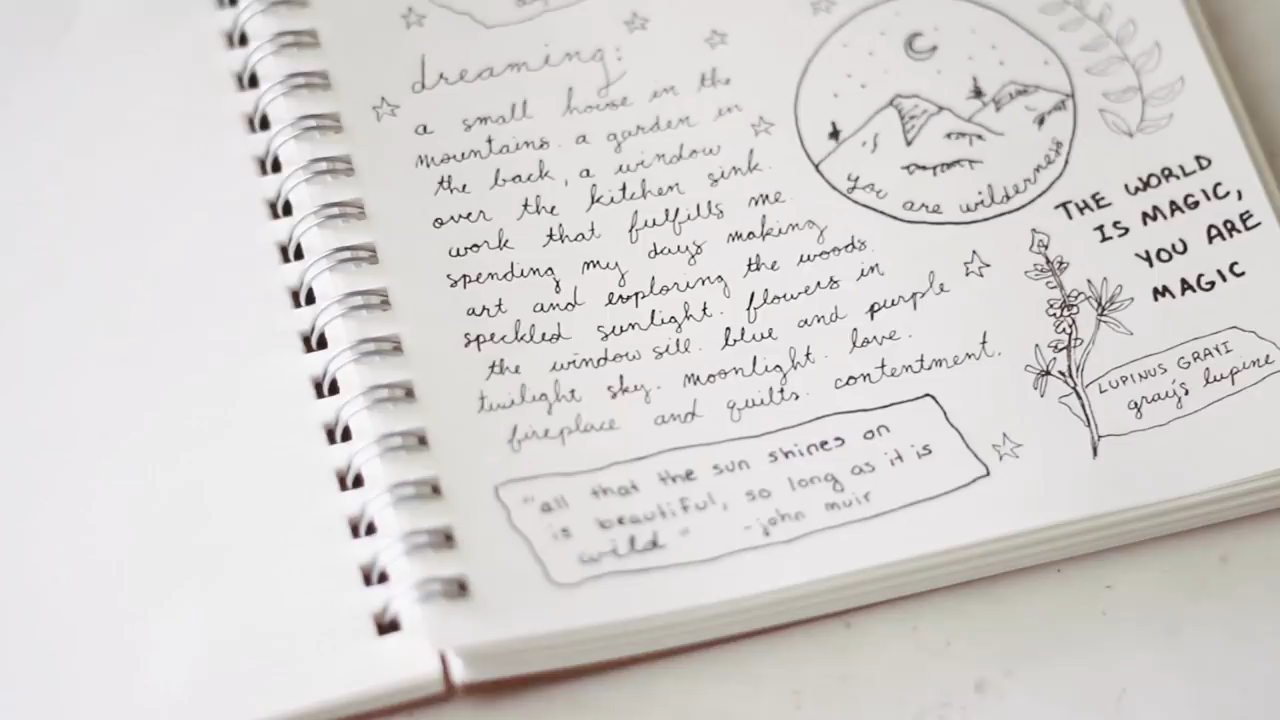 dreaming:
a small house in the
mountains. a garden in
the back, a window
over the kitchen sink.
work that fulfills me.
spending my days making
art and exploring the woods.
speckled sunlight. flowers in
the window sill. blue and purple
twilight sky. moonlight. love.
fireplace and quilts. contentment.
"all that the sun shines on
is beautiful, so long as it is
wild" -john muir
you are wilderness
THE WORLD
IS MAGIC,
YOU ARE
MAGIC
LUPINUS GRAYI
gray's lupine